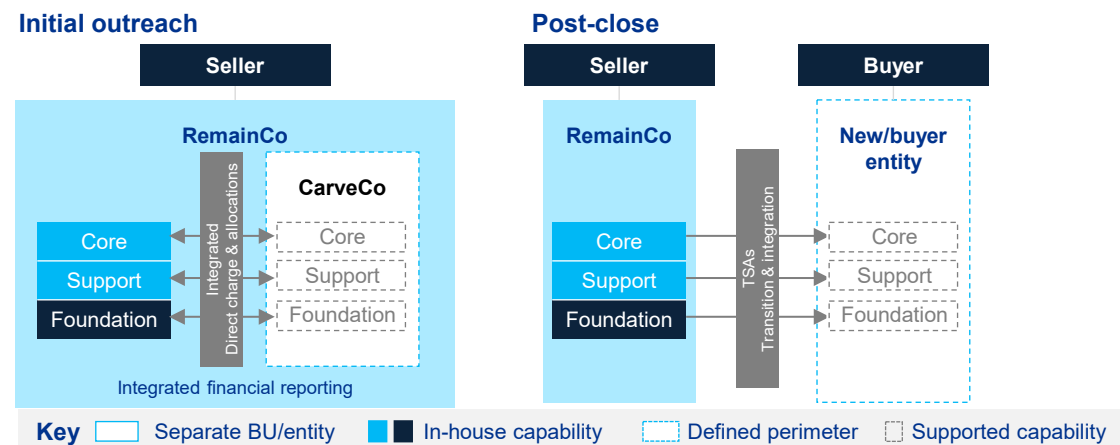 Initial outreach
Seller
RemainCo
CarveCo
Integrated
Direct charge & allocations
Core
Support
Foundation
Core
Support
Foundation
Integrated financial reporting
Post-close
Seller
Buyer
RemainCo
New/buyer
entity
TSAs
Transition & integration
Core
Support
Foundation
Core
Support
Foundation
Key
Separate BU/entity
In-house capability
Defined perimeter
Supported capability